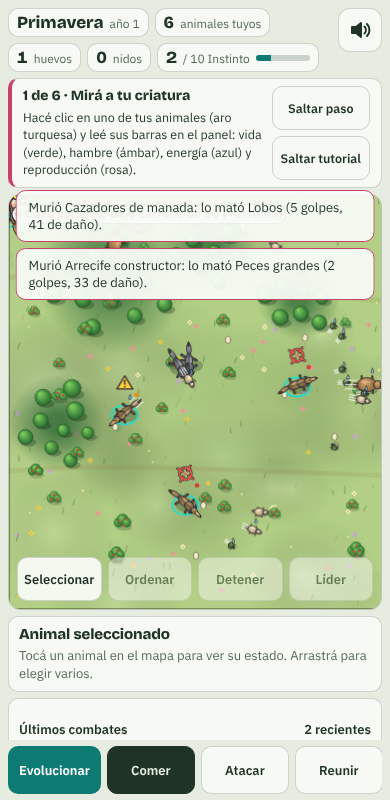 Primavera año 1
6 animales tuyos
1 huevos
0 nidos
2 / 10 Instinto
1 de 6 · Mirá a tu criatura
Hacé clic en uno de tus animales (aro
turquesa) y leé sus barras en el panel: vida
(verde), hambre (ámbar), energía (azul) y
reproducción (rosa).
Saltar paso
Saltar tutorial
Murió Cazadores de manada: lo mató Lobos (5 golpes,
41 de daño).
Murió Arrecife constructor: lo mató Peces grandes (2
golpes, 33 de daño).
Seleccionar
Ordenar
Detener
Líder
Animal seleccionado
Tocá un animal en el mapa para ver su estado. Arrastrá para
elegir varios.
Últimos combates
2 recientes
Evolucionar
Comer
Atacar
Reunir